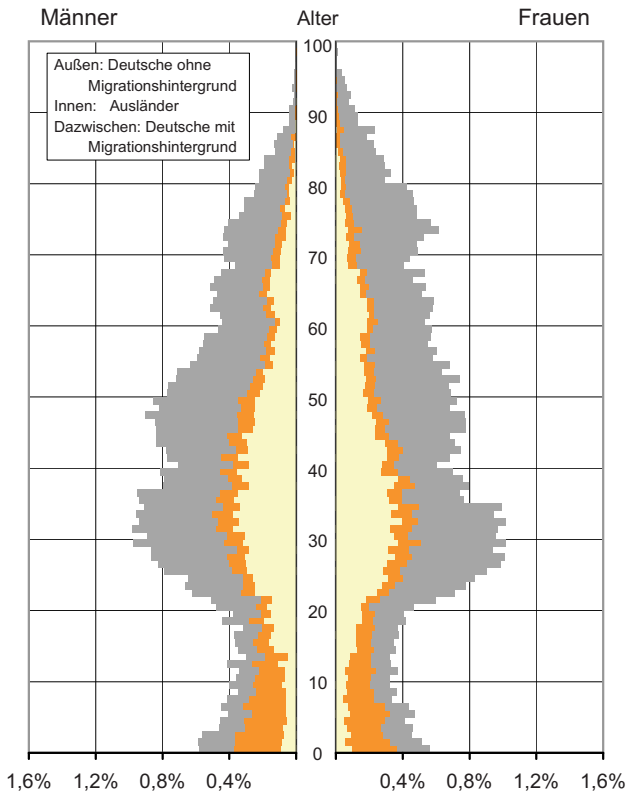 Männer Alter Frauen
100
Außen: Deutsche ohne
Migrationshintergrund
Innen: Ausländer
Dazwischen: Deutsche mit
Migrationshintergrund
90
80
70
60
50
40
30
20
10
0
1,6% 1,2% 0,8% 0,4% 0,4% 0,8% 1,2% 1,6%